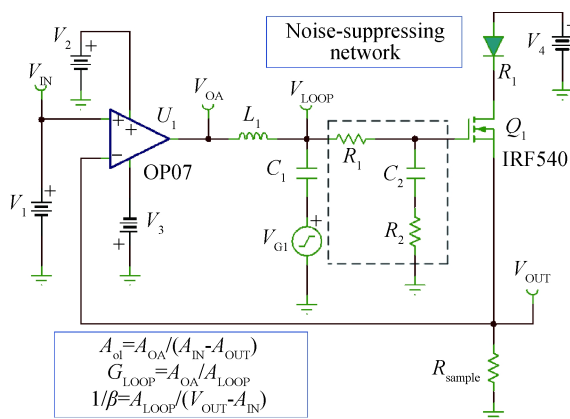 Noise-suppressing
network
V2
V4
VIN
R1
U1
VOA
L1
VLOOP
R1
Q1
OP07
C1
C2
IRF540
V1
V3
VG1
R2
VOUT
Aol=AOA/(AIN-AOUT)
GLOOP=AOA/ALOOP
1/β=ALOOP/(VOUT-AIN)
Rsample